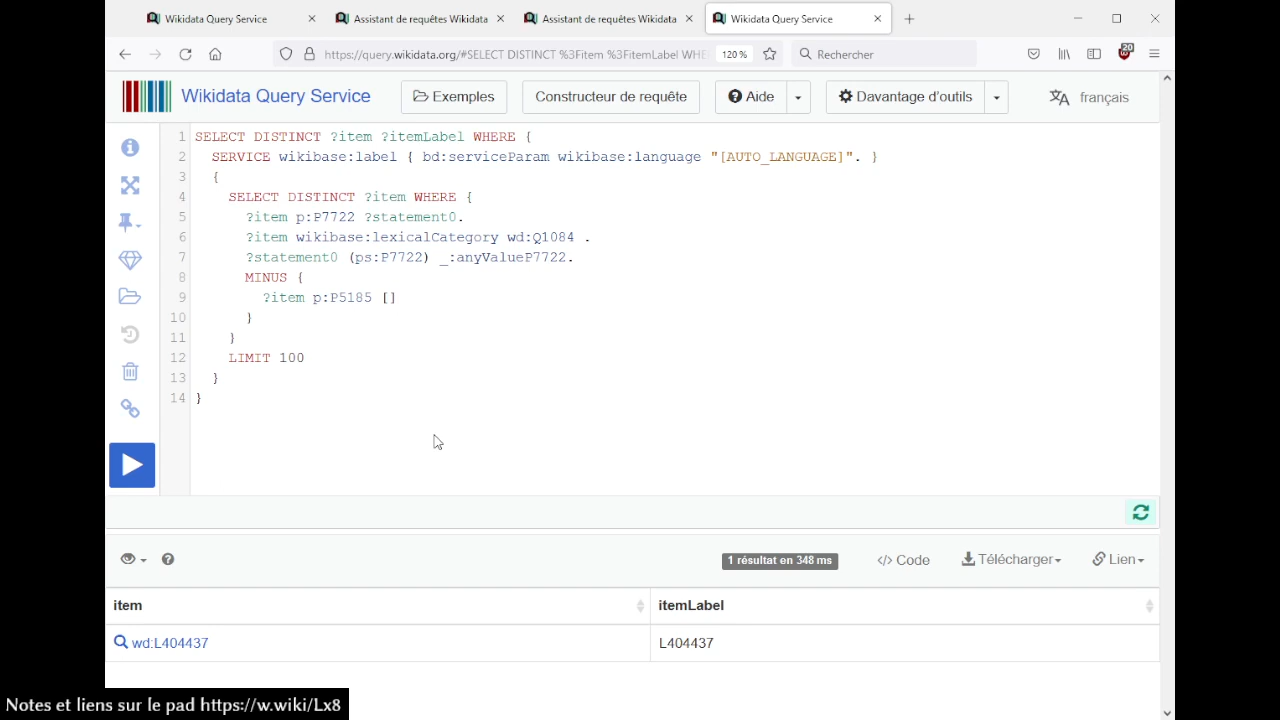 Wikidata Query Service
Assistant de requêtes Wikidata
Assistant de requêtes Wikidata
Wikidata Query Service
https://query.wikidata.org/#SELECT DISTINCT %3Fitem %3FitemLabel WHE
120 %
Rechercher
20
Wikidata Query Service
Exemples
Constructeur de requête
Aide
Davantage d'outils
français
1 SELECT DISTINCT ?item ?itemLabel WHERE {
2 SERVICE wikibase:label { bd:serviceParam wikibase:language "[AUTO_LANGUAGE]". }
3 {
4 SELECT DISTINCT ?item WHERE {
5 ?item p:P7722 ?statement0.
6 ?item wikibase:lexicalCategory wd:Q1084 .
7 ?statement0 (ps:P7722) _:anyValueP7722.
8 MINUS {
9 ?item p:P5185 []
10 }
11 }
12 LIMIT 100
13 }
14 }
1 résultat en 348 ms
</> Code
Télécharger
Lien
item itemLabel
wd:L404437 L404437
Notes et liens sur le pad https://w.wiki/Lx8